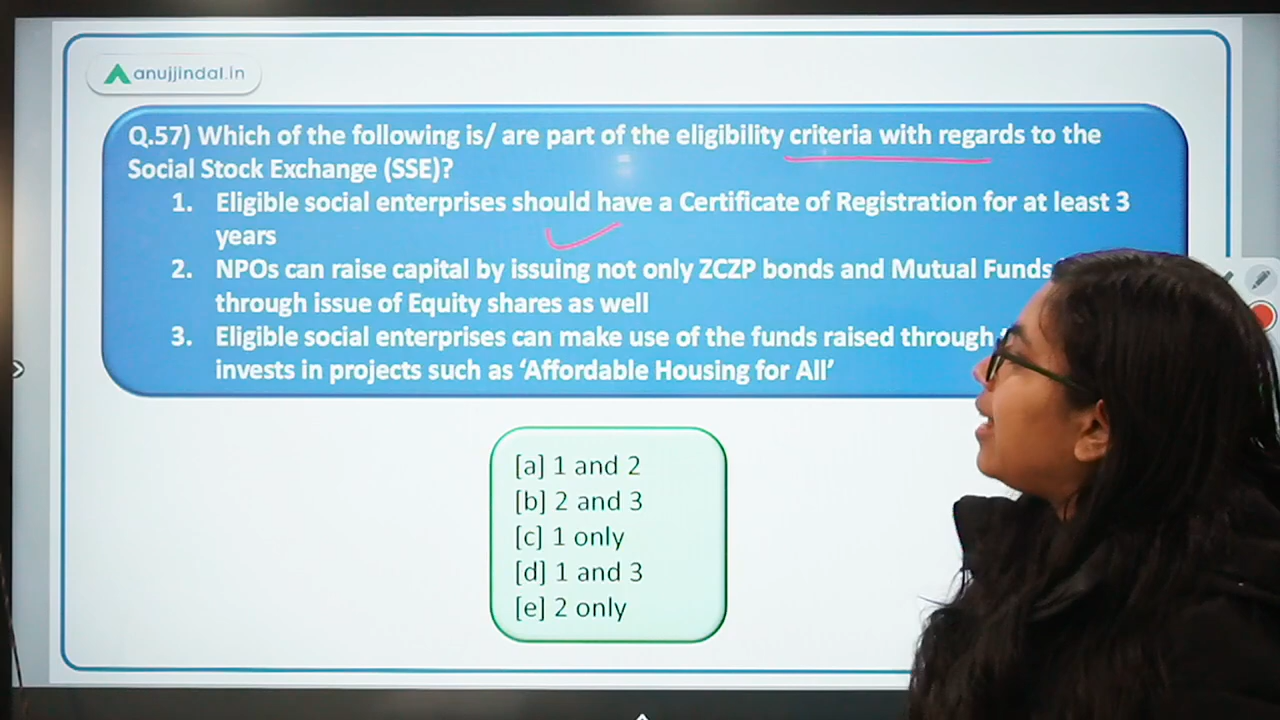 anujjindal.in
Q.57) Which of the following is/ are part of the eligibility criteria with regards to the
Social Stock Exchange (SSE)?
1. Eligible social enterprises should have a Certificate of Registration for at least 3
years
2. NPOs can raise capital by issuing not only ZCZP bonds and Mutual Funds
through issue of Equity shares as well
3. Eligible social enterprises can make use of the funds raised through
invests in projects such as ‘Affordable Housing for All’
[a] 1 and 2
[b] 2 and 3
[c] 1 only
[d] 1 and 3
[e] 2 only